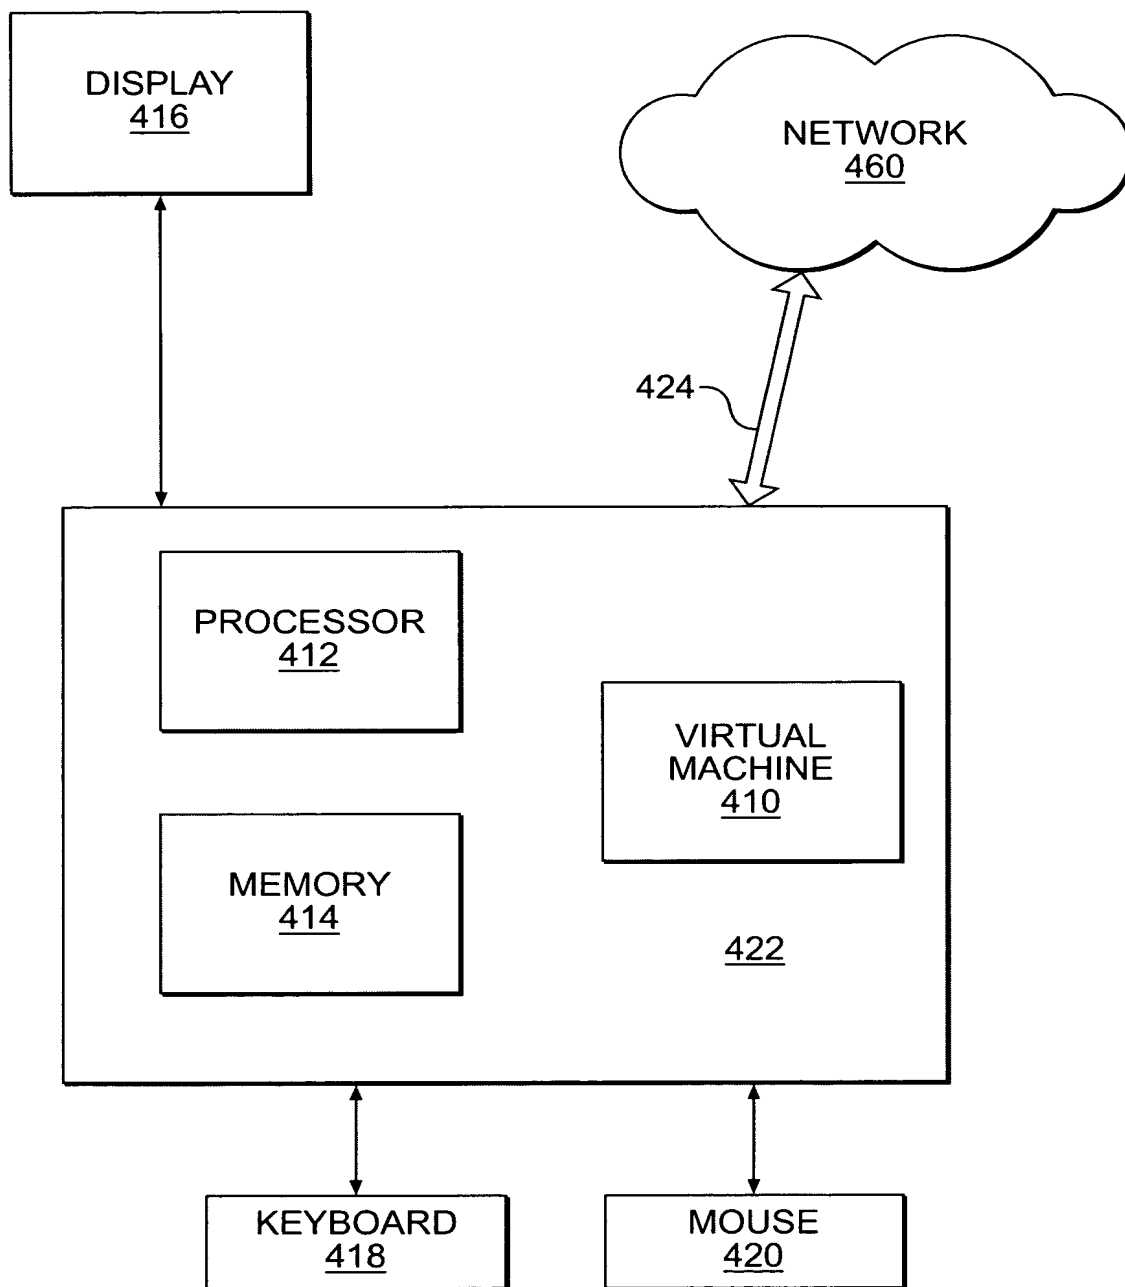 DISPLAY
416
NETWORK
460
424
PROCESSOR
412
VIRTUAL
MACHINE
410
MEMORY
414
422
KEYBOARD
418
MOUSE
420